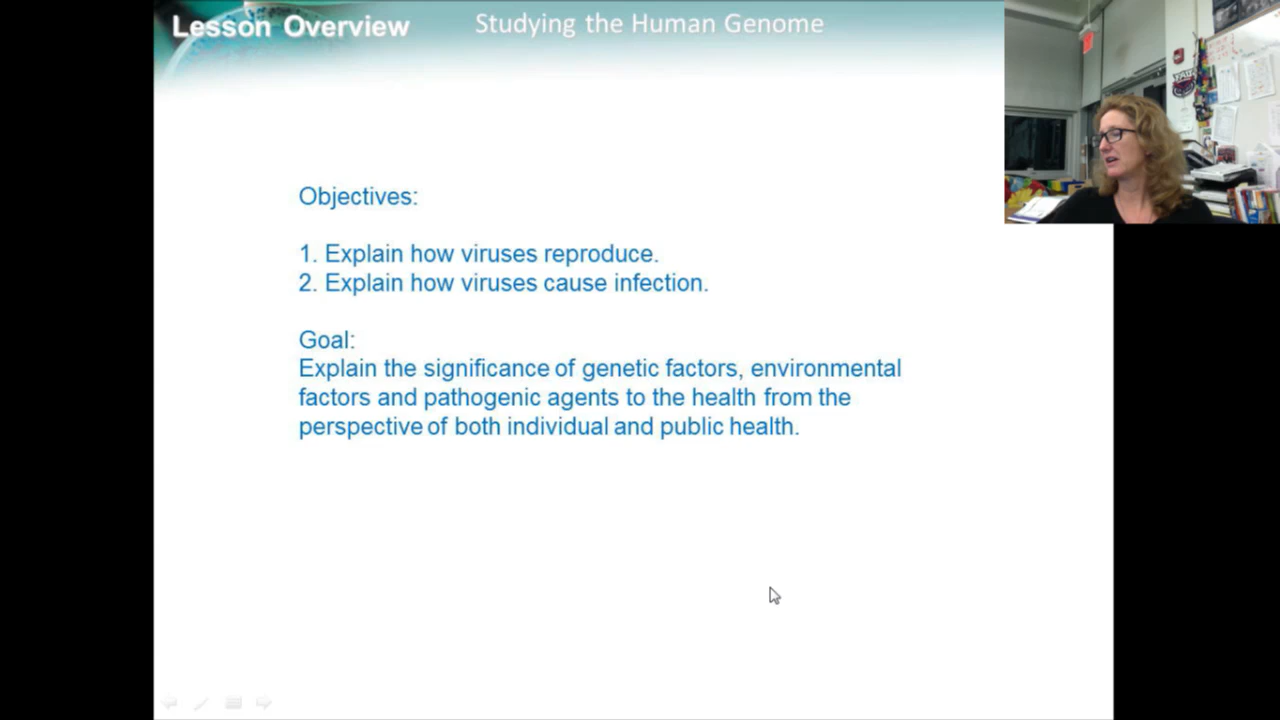 Lesson Overview
Studying the Human Genome
Objectives:
1. Explain how viruses reproduce.
2. Explain how viruses cause infection.
Goal:
Explain the significance of genetic factors, environmental
factors and pathogenic agents to the health from the
perspective of both individual and public health.